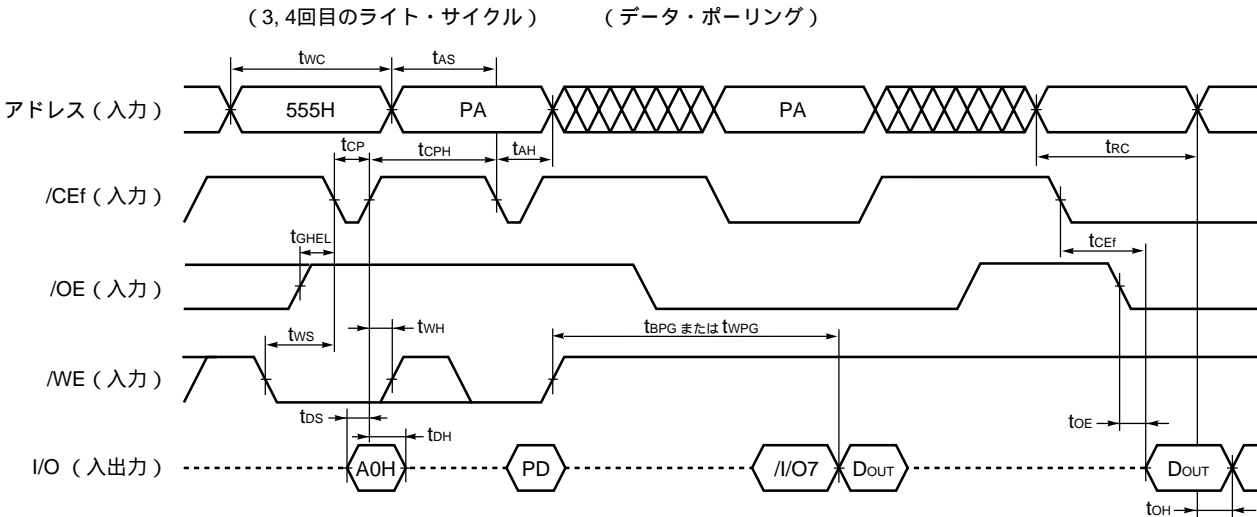 （3, 4回目のライト・サイクル） （データ・ポーリング）
tWC tAS
アドレス（入力） 555H PA PA
tCP tCPH tAH tRC
/CEf（入力）
tGHEL tCEf
/OE（入力）
tWS tWH tBPG または tWPG
/WE（入力）
tDS tDH tOE
I/O （入出力） A0H PD /I/O7 DOUT DOUT
tOH